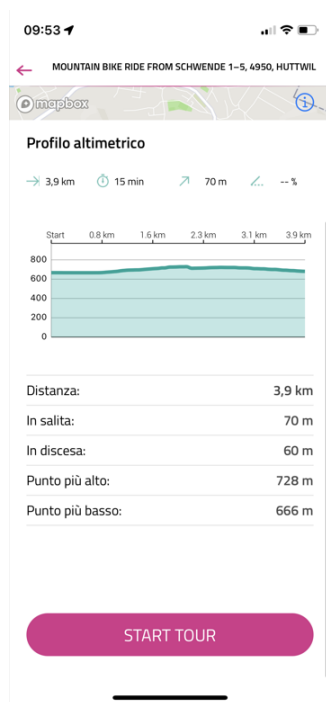 09:53
MOUNTAIN BIKE RIDE FROM SCHWENDE 1–5, 4950, HUTTWIL
mapbox
Profilo altimetrico
3,9 km 15 min 70 m -- %
Start 0.8 km 1.6 km 2.3 km 3.1 km 3.9 km
800
600
400
200
0
Distanza: 3,9 km
In salita: 70 m
In discesa: 60 m
Punto più alto: 728 m
Punto più basso: 666 m
START TOUR